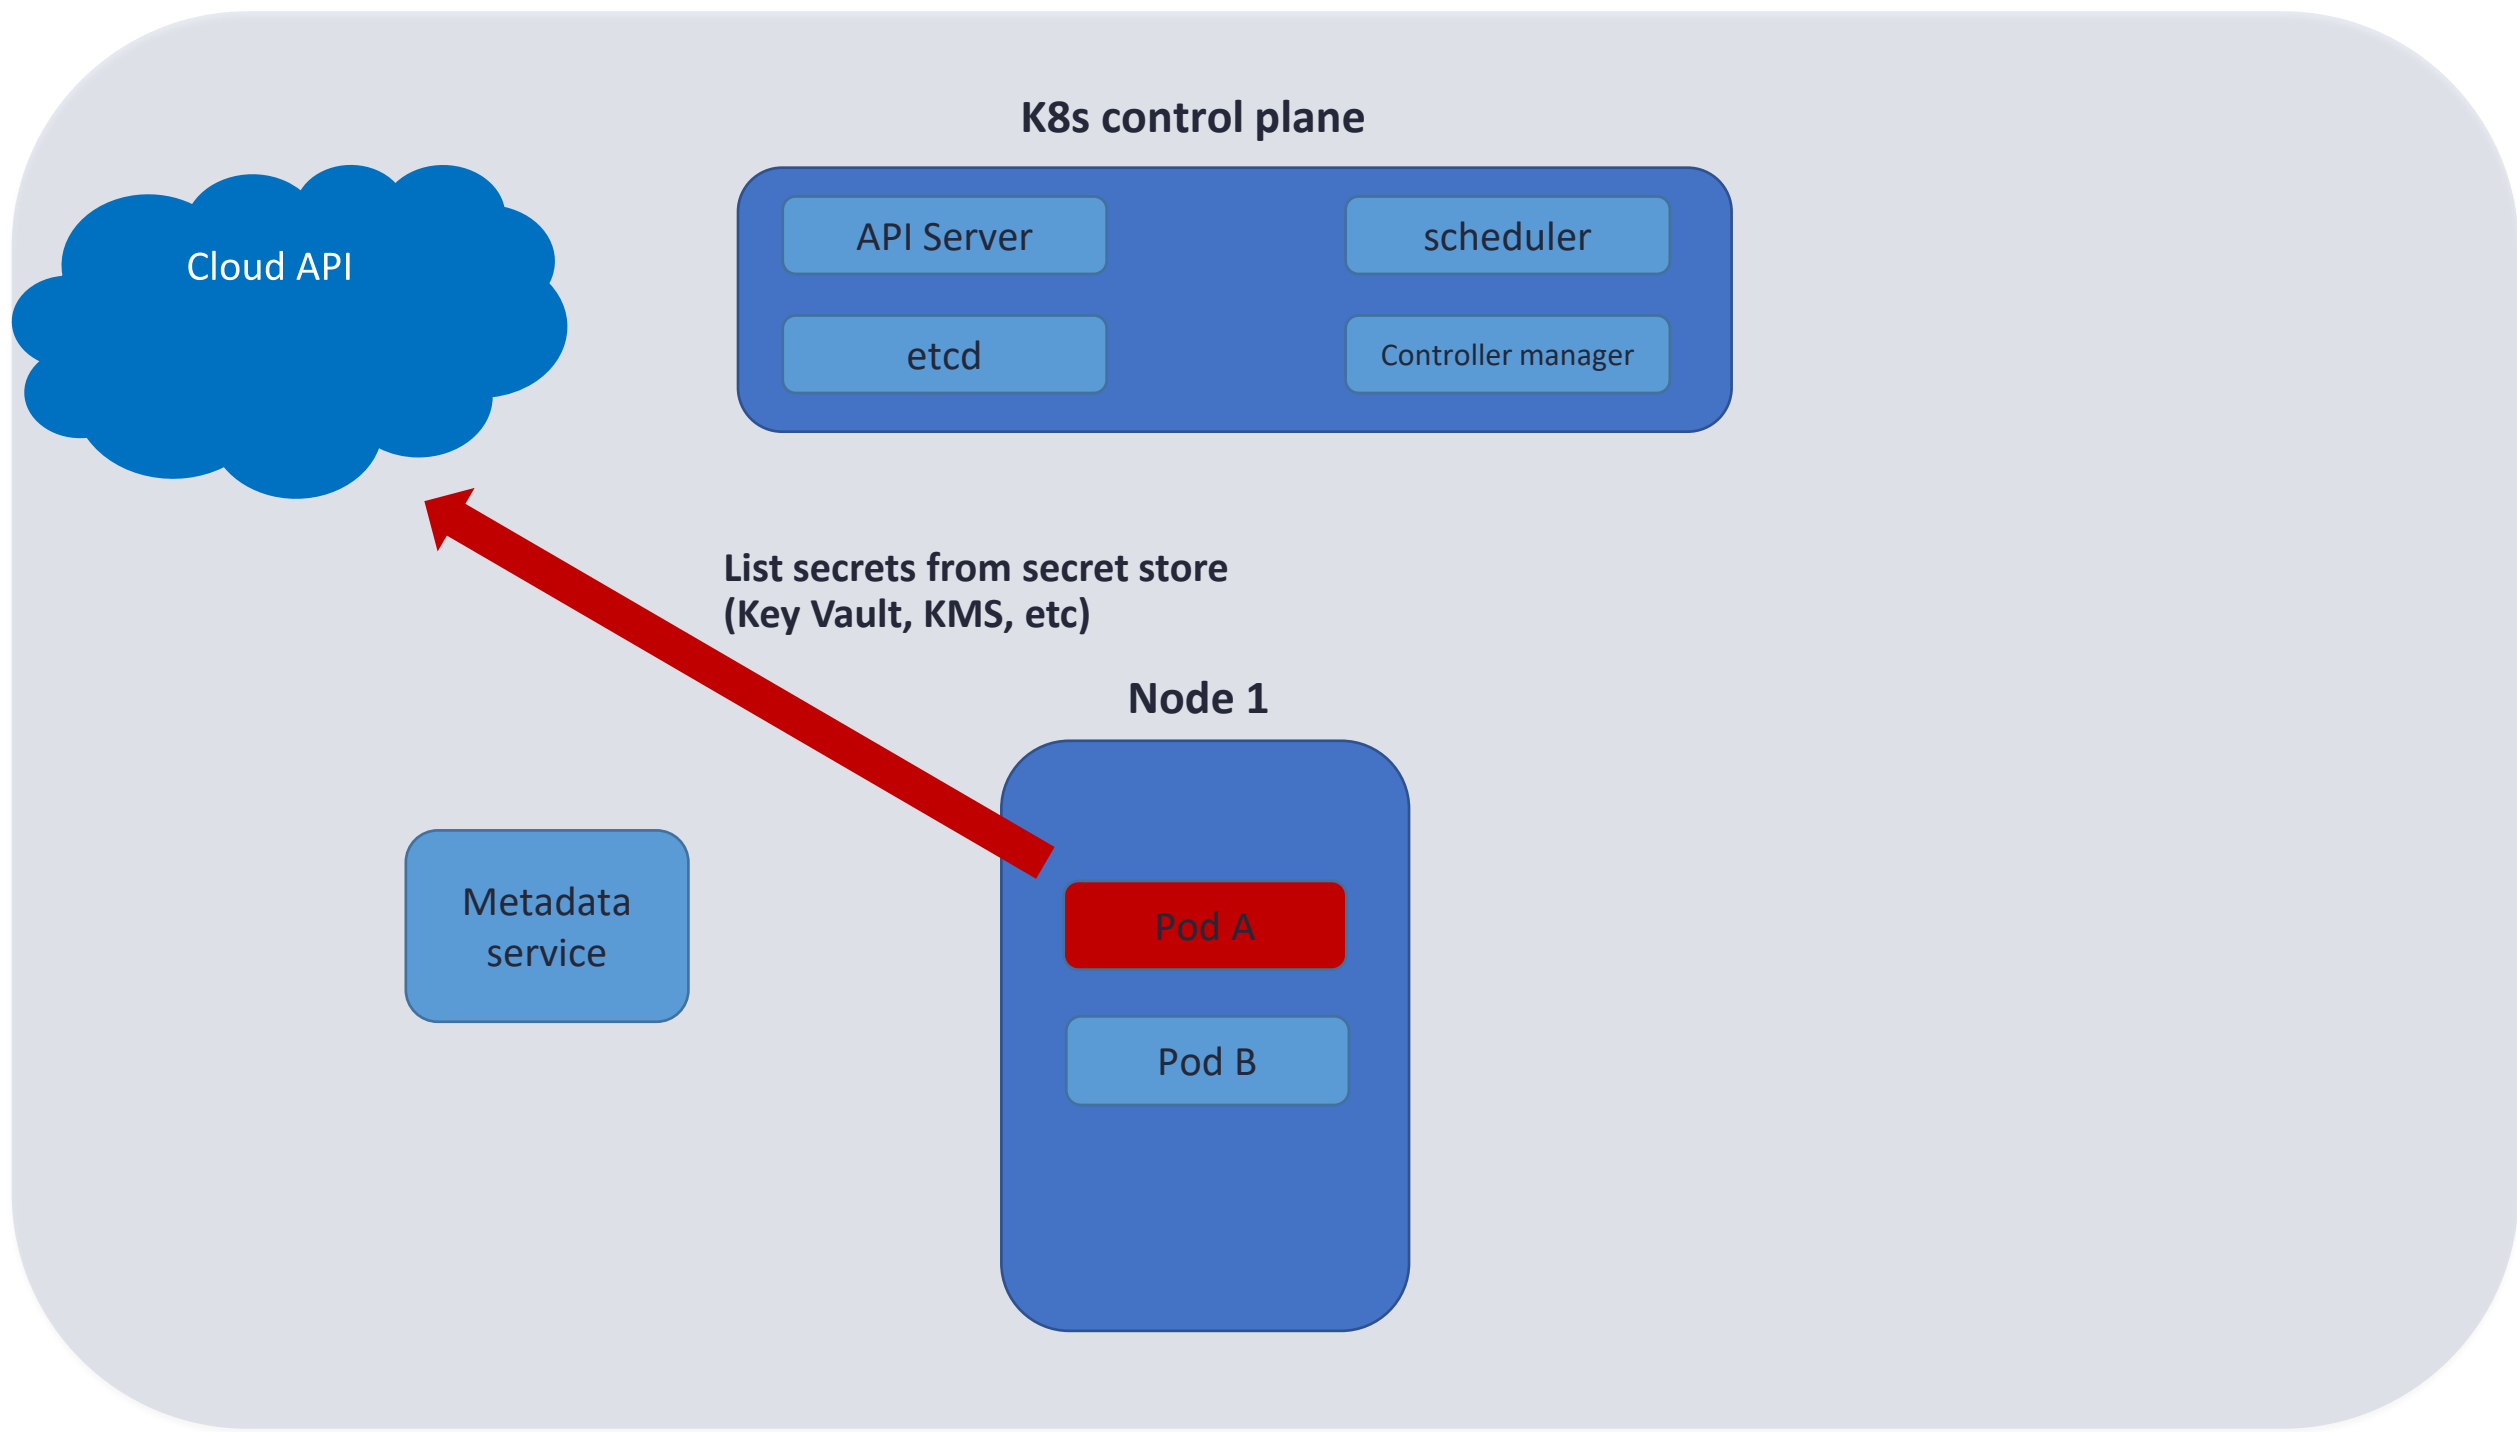 K8s control plane
Cloud API
API Server
scheduler
etcd
Controller manager
List secrets from secret store
(Key Vault, KMS, etc)
Node 1
Metadata
service
Pod A
Pod B